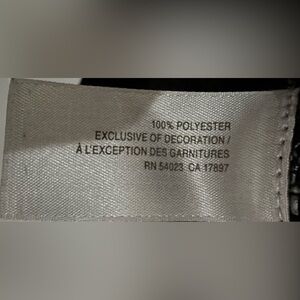 100% POLYESTER
EXCLUSIVE OF DECORATION /
À L'EXCEPTION DES GARNITURES
RN 54023 CA 17897